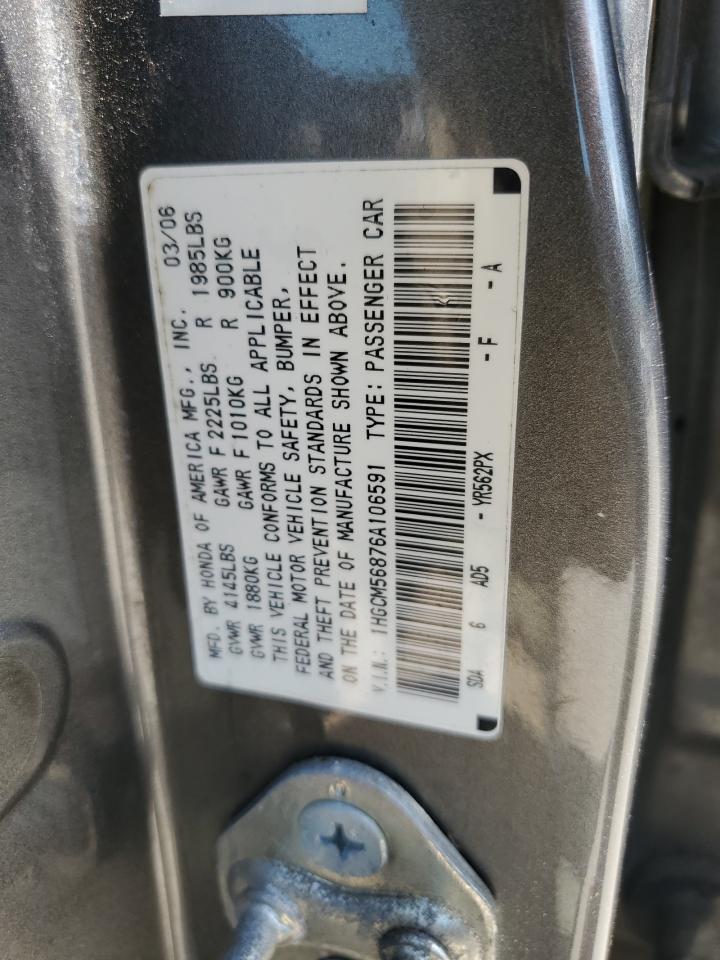 MFD. BY HONDA OF AMERICA MFG., INC. 03/06
GVWR 4145LBS GAWR F 2225LBS R 1985LBS
GVWR 1880KG GAWR F 1010KG R 900KG
THIS VEHICLE CONFORMS TO ALL APPLICABLE
FEDERAL MOTOR VEHICLE SAFETY, BUMPER,
AND THEFT PREVENTION STANDARDS IN EFFECT
ON THE DATE OF MANUFACTURE SHOWN ABOVE.
V.I.N.: 1HGCM56876A106591 TYPE: PASSENGER CAR
SDA 6 AD5 - YR562PX - F - A